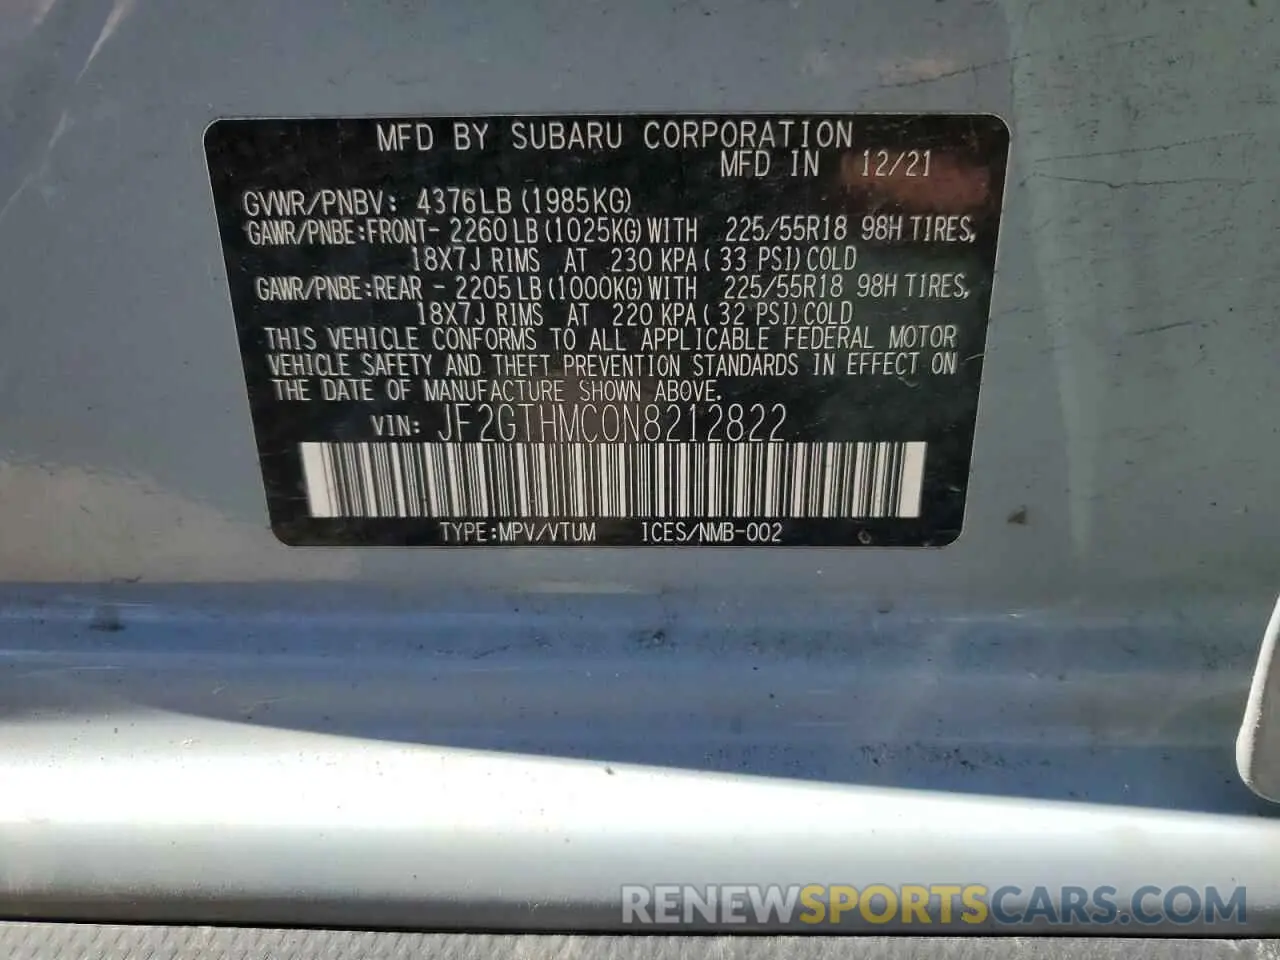 MFD BY SUBARU CORPORATION
MFD IN 12/21
GVWR/PNBV: 4376LB(1985KG)
GAWR/PNBE:FRONT- 2260LB(1025KG)WITH 225/55R18 98H TIRES,
18X7J RIMS AT 230 KPA( 33 PSI)COLD
GAWR/PNBE:REAR - 2205LB(1000KG)WITH 225/55R18 98H TIRES,
18X7J RIMS AT 220 KPA(32 PSI)COLD
THIS VEHICLE CONFORMS TO ALL APPLICABLE FEDERAL MOTOR
VEHICLE SAFETY AND THEFT PREVENTION STANDARDS IN EFFECT ON
THE DATE OF MANUFACTURE SHOWN ABOVE.
VIN: JF2GTHMC0N8212822
TYPE:MPV/VTUM ICES/NMB-002
RENEWSPORTSCARS.COM